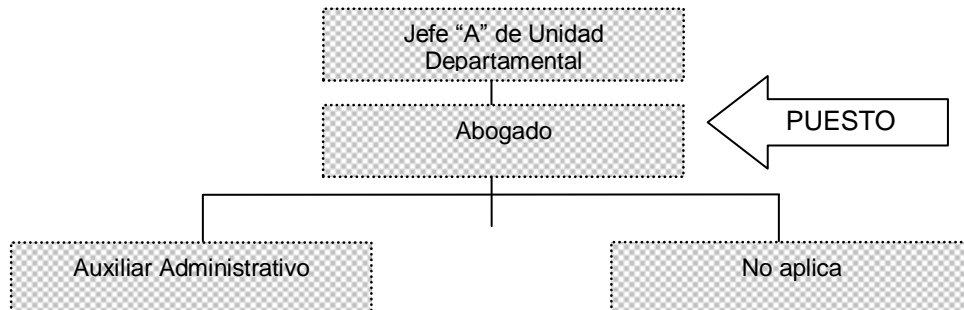 Jefe “A” de Unidad
Departamental
Abogado
PUESTO
Auxiliar Administrativo
No aplica